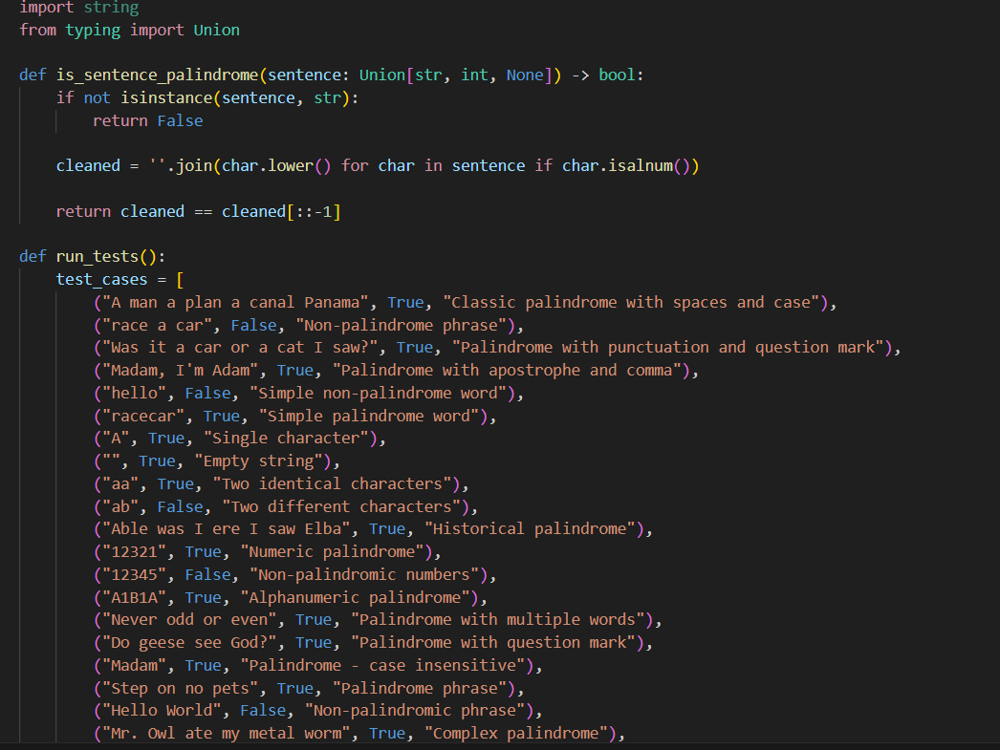 import string
from typing import Union
def is_sentence_palindrome(sentence: Union[str, int, None]) -> bool:
if not isinstance(sentence, str):
return False
cleaned = ''.join(char.lower() for char in sentence if char.isalnum())
return cleaned == cleaned[::-1]
def run_tests():
test_cases = [
("A man a plan a canal Panama", True, "Classic palindrome with spaces and case"),
("race a car", False, "Non-palindrome phrase"),
("Was it a car or a cat I saw?", True, "Palindrome with punctuation and question mark"),
("Madam, I'm Adam", True, "Palindrome with apostrophe and comma"),
("hello", False, "Simple non-palindrome word"),
("racecar", True, "Simple palindrome word"),
("A", True, "Single character"),
("", True, "Empty string"),
("aa", True, "Two identical characters"),
("ab", False, "Two different characters"),
("Able was I ere I saw Elba", True, "Historical palindrome"),
("12321", True, "Numeric palindrome"),
("12345", False, "Non-palindromic numbers"),
("A1B1A", True, "Alphanumeric palindrome"),
("Never odd or even", True, "Palindrome with multiple words"),
("Do geese see God?", True, "Palindrome with question mark"),
("Madam", True, "Palindrome - case insensitive"),
("Step on no pets", True, "Palindrome phrase"),
("Hello World", False, "Non-palindromic phrase"),
("Mr. Owl ate my metal worm", True, "Complex palindrome"),